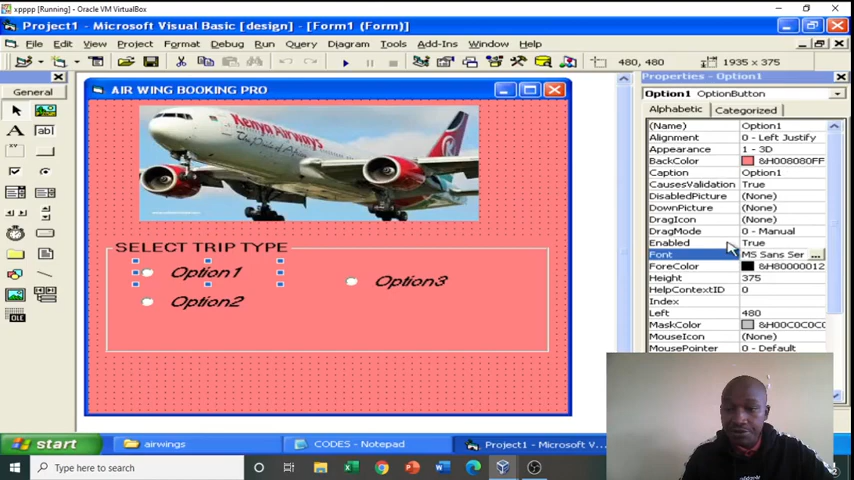 xpppp [Running] - Oracle VM VirtualBox
Project1 - Microsoft Visual Basic [design] - [Form1 (Form)]
File Edit View Project Format Debug Run Query Diagram Tools Add-Ins Window Help
480, 480 1935 x 375
General
AIR WING BOOKING PRO
Kenya Airways
The Pride of Africa
SELECT TRIP TYPE
Option1
Option3
Option2
Properties - Option1
Option1 OptionButton
Alphabetic Categorized
(Name) Option1
Alignment 0 - Left Justify
Appearance 1 - 3D
BackColor &H008080FF
Caption Option1
CausesValidation True
DisabledPicture (None)
DownPicture (None)
DragIcon (None)
DragMode 0 - Manual
Enabled True
Font MS Sans Ser ...
ForeColor &H80000012
Height 375
HelpContextID 0
Index
Left 480
MaskColor &H00C0C0C0
MouseIcon (None)
MousePointer 0 - Default
start airwings CODES - Notepad Project1 - Microsoft V...
Type here to search